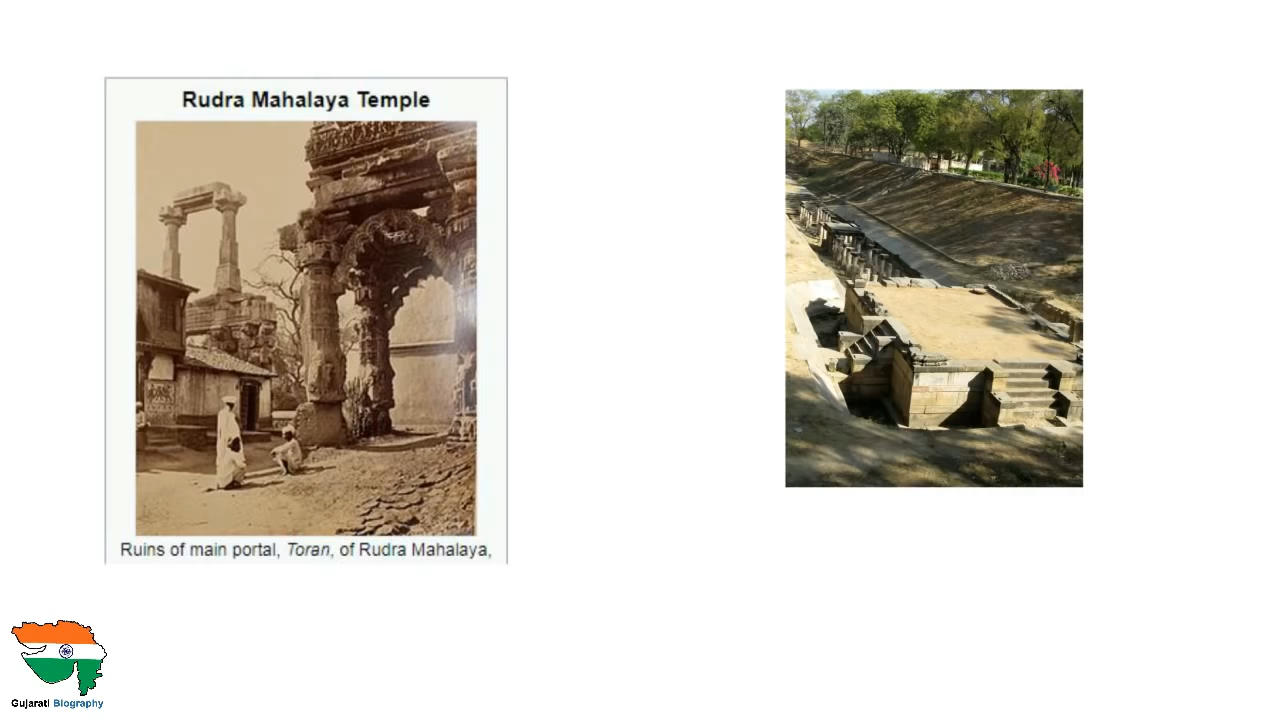 Rudra Mahalaya Temple
Ruins of main portal, Toran, of Rudra Mahalaya,
Gujarati Biography